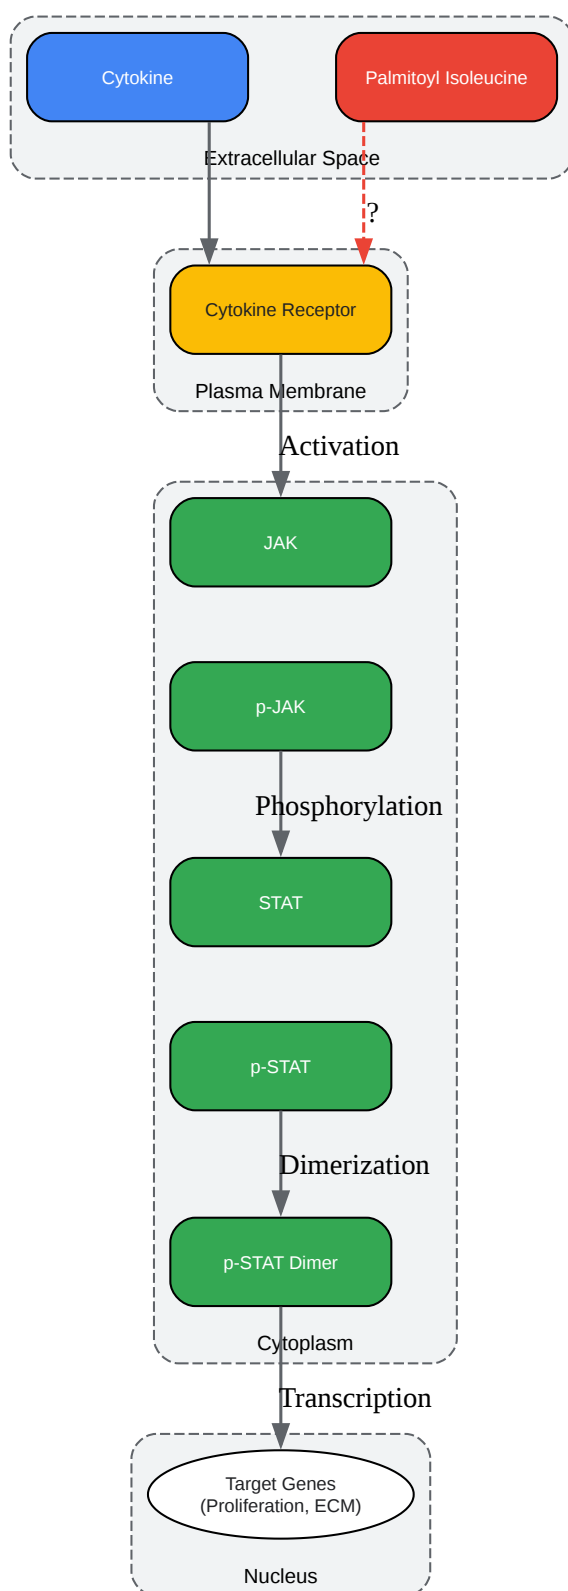 Cytokine
Palmitoyl Isoleucine
Extracellular Space
?
Cytokine Receptor
Plasma Membrane
Activation
JAK
p-JAK
Phosphorylation
STAT
p-STAT
Dimerization
p-STAT Dimer
Cytoplasm
Transcription
Target Genes
(Proliferation, ECM)
Nucleus